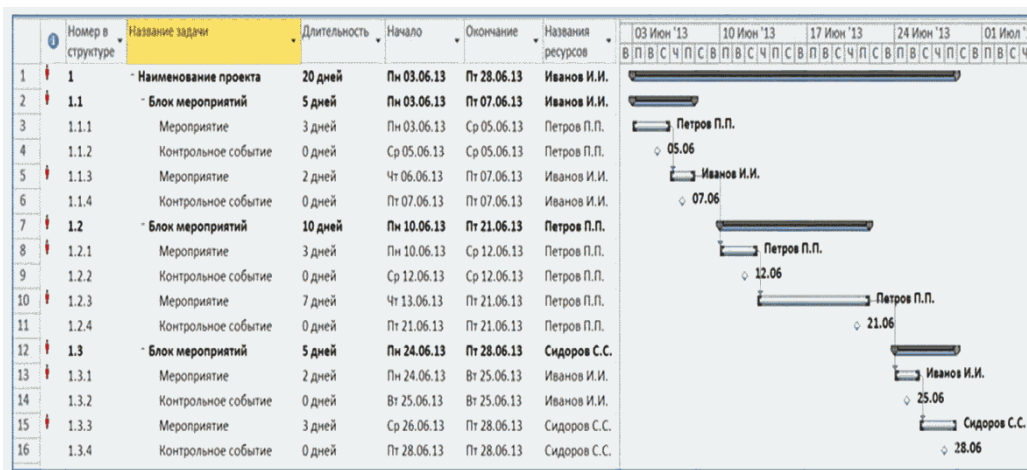 Номер в структуре Название задачи Длительность Начало Окончание Названия ресурсов 03 Июн '13 10 Июн '13 17 Июн '13 24 Июн '13 01 Июл '
В П В С Ч П С В П В С Ч П С В П В С Ч П С В П В С Ч П С В П В С Ч
1 1 - Наименование проекта 20 дней Пн 03.06.13 Пт 28.06.13 Иванов И.И.
2 1.1 - Блок мероприятий 5 дней Пн 03.06.13 Пт 07.06.13 Иванов И.И.
3 1.1.1 Мероприятие 3 дней Пн 03.06.13 Ср 05.06.13 Петров П.П. Петров П.П.
4 1.1.2 Контрольное событие 0 дней Ср 05.06.13 Ср 05.06.13 Петров П.П. 05.06
5 1.1.3 Мероприятие 2 дней Чт 06.06.13 Пт 07.06.13 Иванов И.И. Иванов И.И.
6 1.1.4 Контрольное событие 0 дней Пт 07.06.13 Пт 07.06.13 Иванов И.И. 07.06
7 1.2 - Блок мероприятий 10 дней Пн 10.06.13 Пт 21.06.13 Петров П.П.
8 1.2.1 Мероприятие 3 дней Пн 10.06.13 Ср 12.06.13 Петров П.П. Петров П.П.
9 1.2.2 Контрольное событие 0 дней Ср 12.06.13 Ср 12.06.13 Петров П.П. 12.06
10 1.2.3 Мероприятие 7 дней Чт 13.06.13 Пт 21.06.13 Петров П.П. Петров П.П.
11 1.2.4 Контрольное событие 0 дней Пт 21.06.13 Пт 21.06.13 Петров П.П. 21.06
12 1.3 - Блок мероприятий 5 дней Пн 24.06.13 Пт 28.06.13 Сидоров С.С.
13 1.3.1 Мероприятие 2 дней Пн 24.06.13 Вт 25.06.13 Иванов И.И. Иванов И.И.
14 1.3.2 Контрольное событие 0 дней Вт 25.06.13 Вт 25.06.13 Иванов И.И. 25.06
15 1.3.3 Мероприятие 3 дней Ср 26.06.13 Пт 28.06.13 Сидоров С.С. Сидоров С.С.
16 1.3.4 Контрольное событие 0 дней Пт 28.06.13 Пт 28.06.13 Сидоров С.С. 28.06